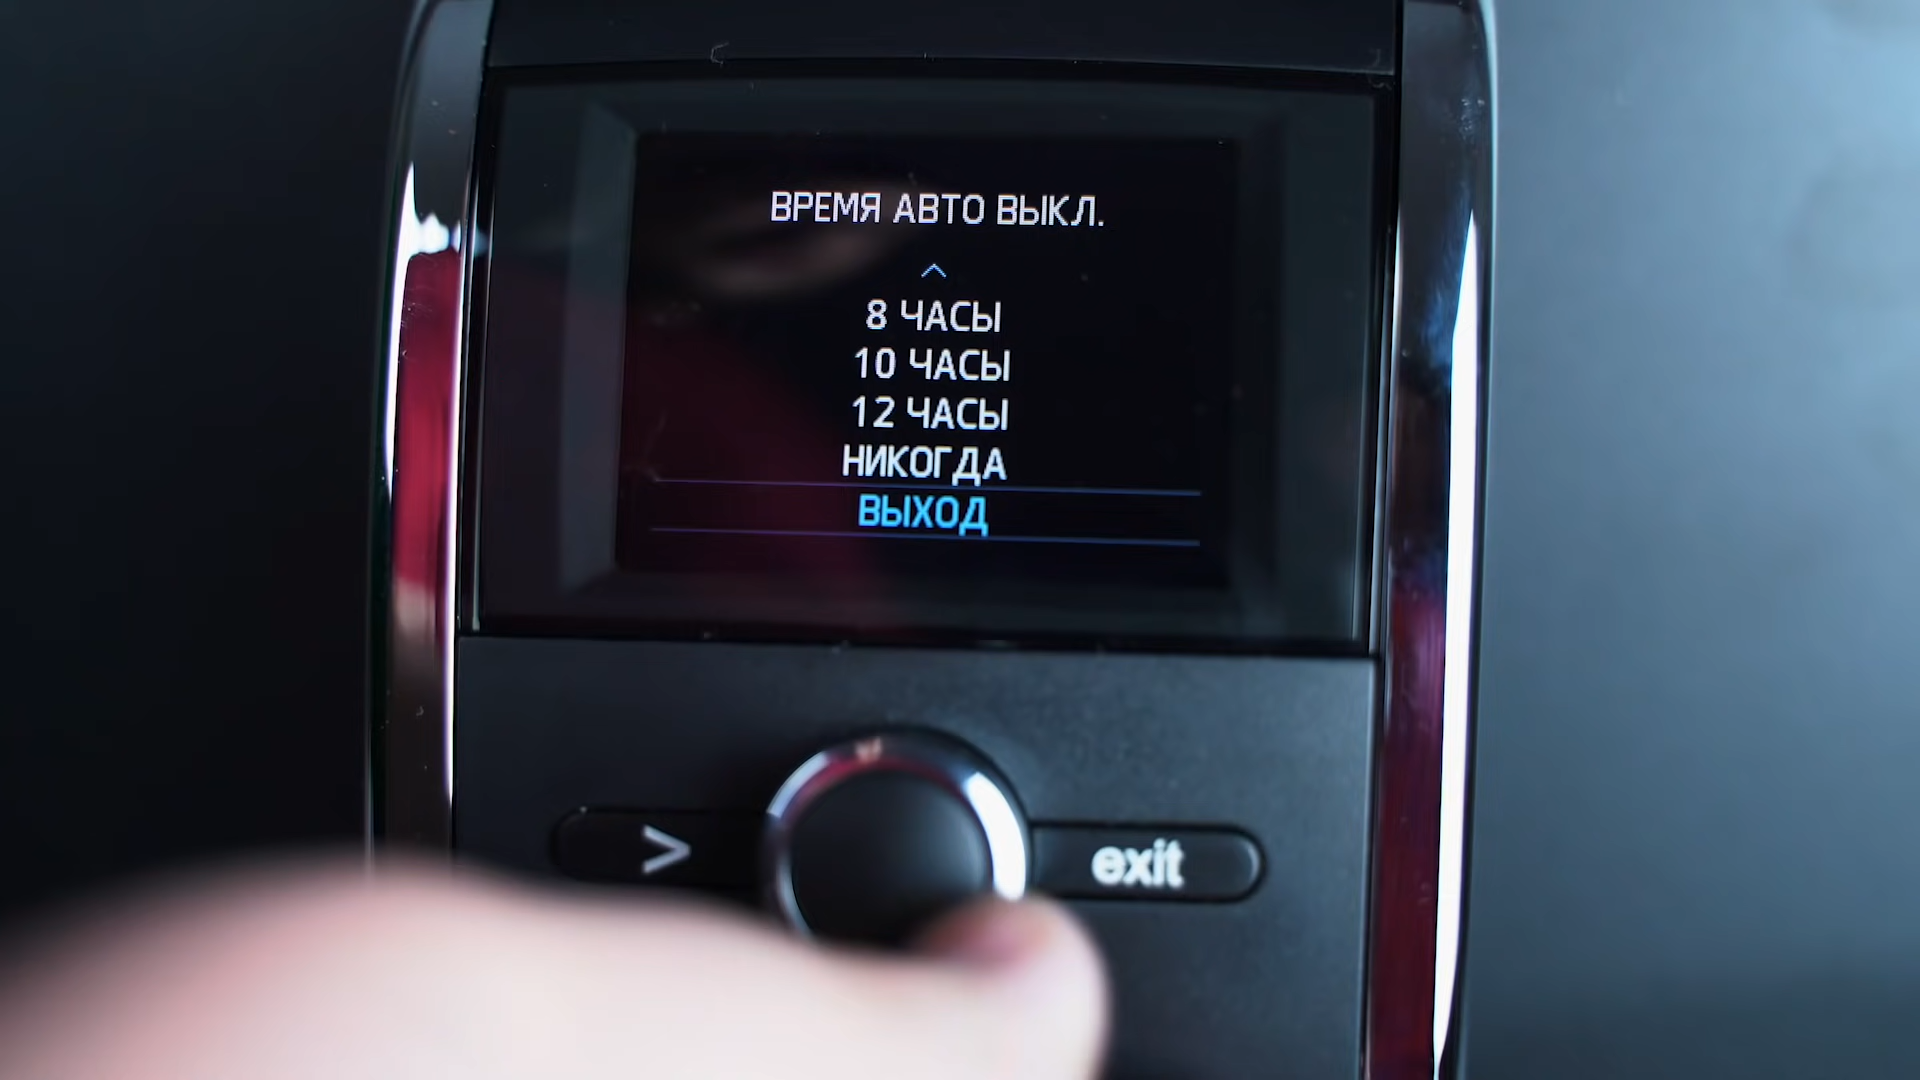 ВРЕМЯ АВТО ВЫКЛ.
8 ЧАСЫ
10 ЧАСЫ
12 ЧАСЫ
НИКОГДА
ВЫХОД
> exit